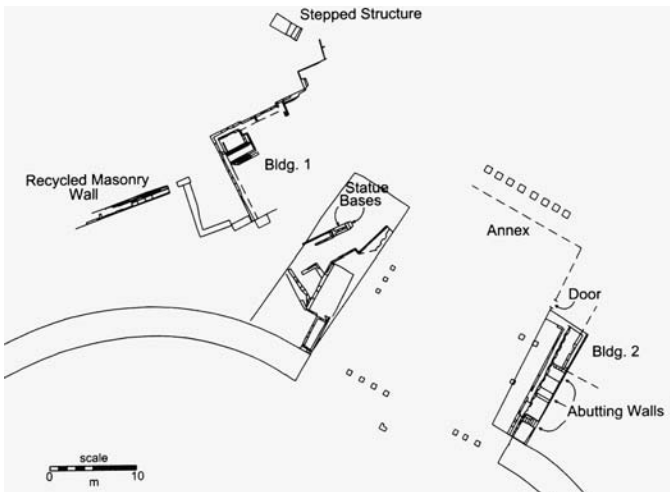 Stepped Structure
Bldg. 1
Recycled Masonry
Wall
Statue
Bases
Annex
Door
Bldg. 2
Abutting Walls
scale
0 10
m